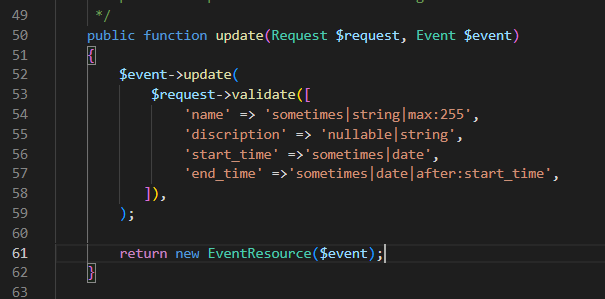 49 */
50 public function update(Request $request, Event $event)
51 {
52 $event->update(
53 $request->validate([
54 'name' => 'sometimes|string|max:255',
55 'discription' => 'nullable|string',
56 'start_time' =>'sometimes|date',
57 'end_time' =>'sometimes|date|after:start_time',
58 ]),
59 );
60
61 return new EventResource($event);
62 }
63